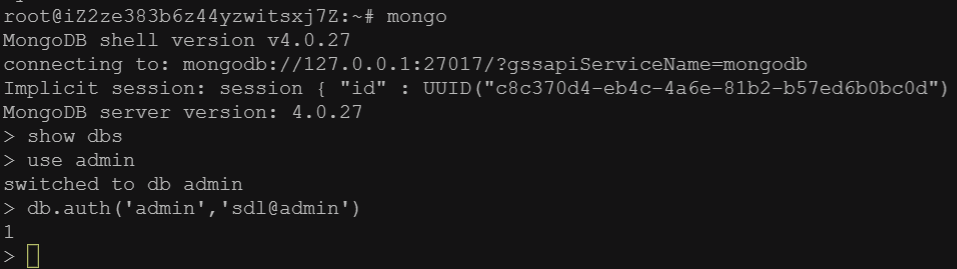 root@iZ2ze383b6z44yzwitsxj7Z:~# mongo
MongoDB shell version v4.0.27
connecting to: mongodb://127.0.0.1:27017/?gssapiServiceName=mongodb
Implicit session: session { "id" : UUID("c8c370d4-eb4c-4a6e-81b2-b57ed6b0bc0d")
MongoDB server version: 4.0.27
> show dbs
> use admin
switched to db admin
> db.auth('admin','sdl@admin')
1
>